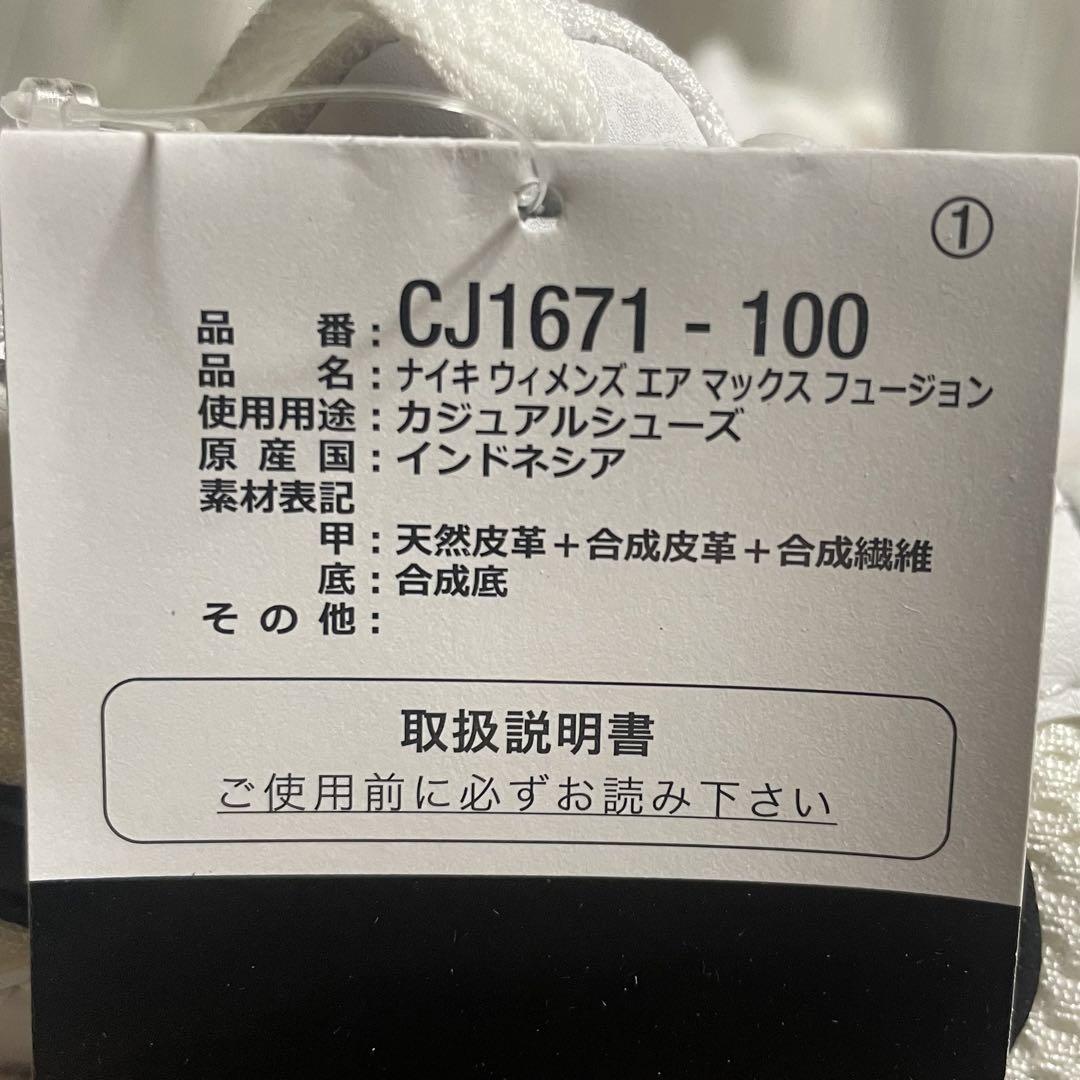 ①
品番：CJ1671 - 100
品名：ナイキ ウィメンズ エア マックス フュージョン
使用用途：カジュアルシューズ
原産国：インドネシア
素材表記
甲：天然皮革＋合成皮革＋合成繊維
底：合成底
その他：
取扱説明書
ご使用前に必ずお読み下さい